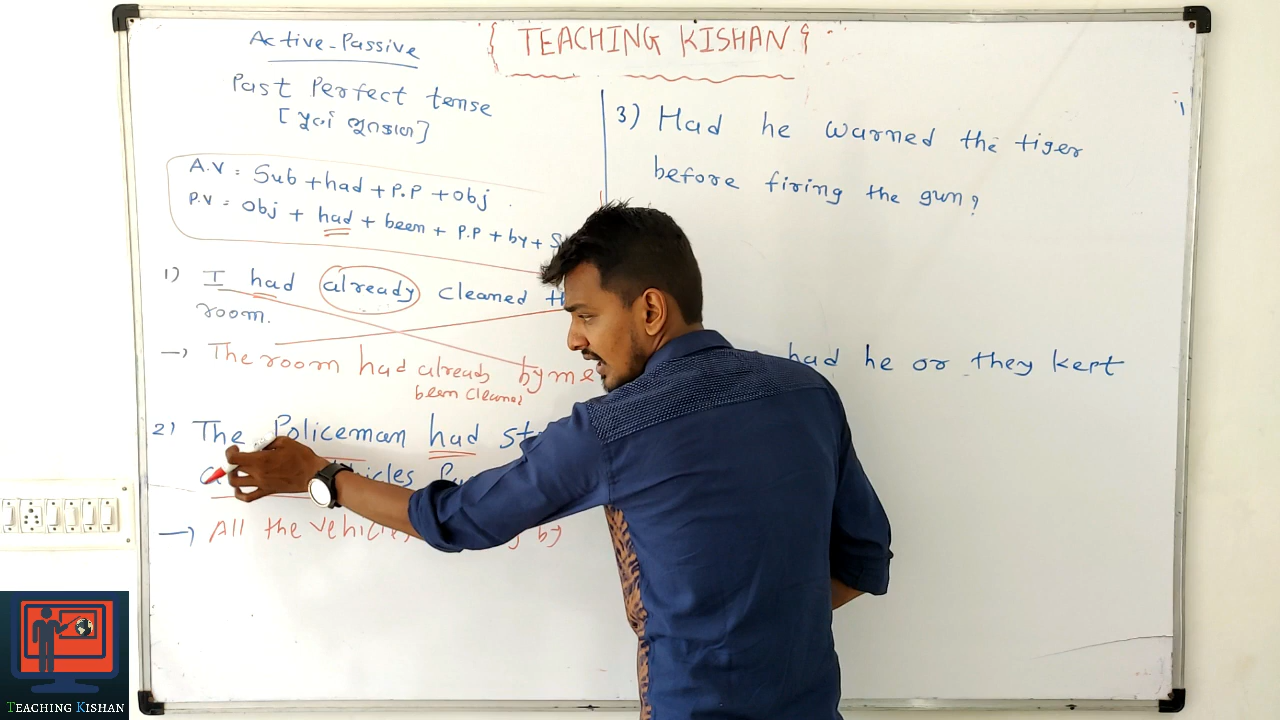 { TEACHING KISHAN }
Active-Passive
Past Perfect tense
[પૂર્ણ ભૂતકાળ]
A.V = Sub + had + P.P + obj.
P.V = obj + had + been + P.P + by + S
1) I had already cleaned th
room.
→ The room had already by me
been cleaned
2) The Policeman had st
All the vehicles by
3) Had he warned the tiger
before firing the gun?
had he or they kept
TEACHING KISHAN